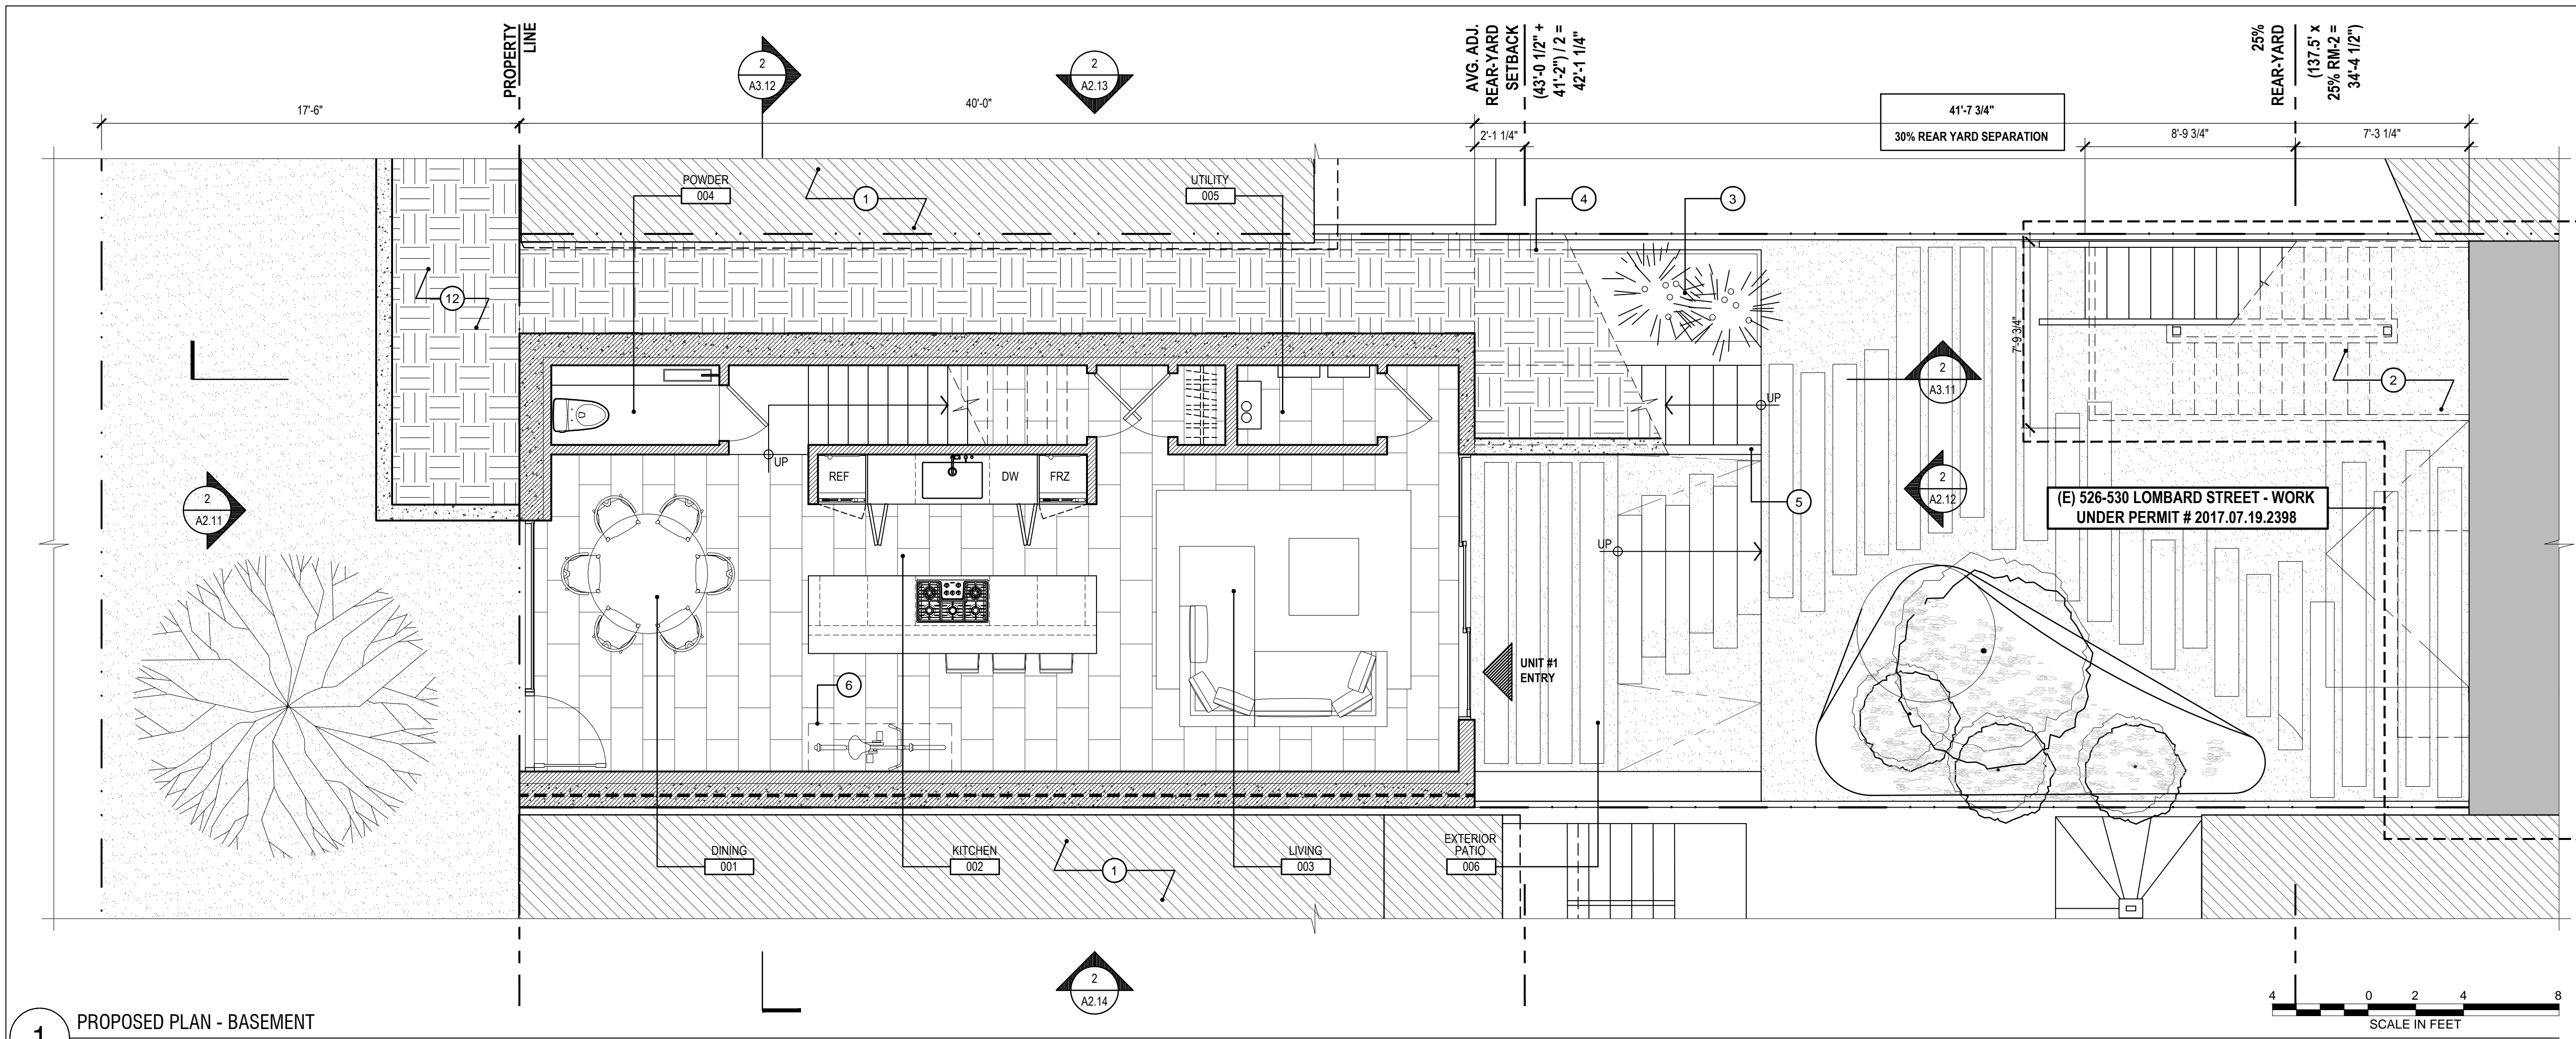 PROPERTY
LINE
2
A3.12
2
A2.13
AVG. ADJ.
REAR-YARD
SETBACK
(43'-0 1/2" +
41'-2") / 2 =
42'-1 1/4"
25%
REAR-YARD
(137.5' x
25% RM-2 =
34'-4 1/2")
17'-6"
40'-0"
2'-1 1/4"
41'-7 3/4"
30% REAR YARD SEPARATION
8'-9 3/4"
7'-3 1/4"
POWDER
004
1
UTILITY
005
4
3
12
7'-9 3/4"
2
A3.11
2
UP
UP
REF
DW
FRZ
2
A2.11
5
2
A2.12
(E) 526-530 LOMBARD STREET - WORK
UNDER PERMIT # 2017.07.19.2398
UP
UNIT #1
ENTRY
6
DINING
001
KITCHEN
002
1
LIVING
003
EXTERIOR
PATIO
006
2
A2.14
4 0 2 4 8
SCALE IN FEET
1
PROPOSED PLAN - BASEMENT